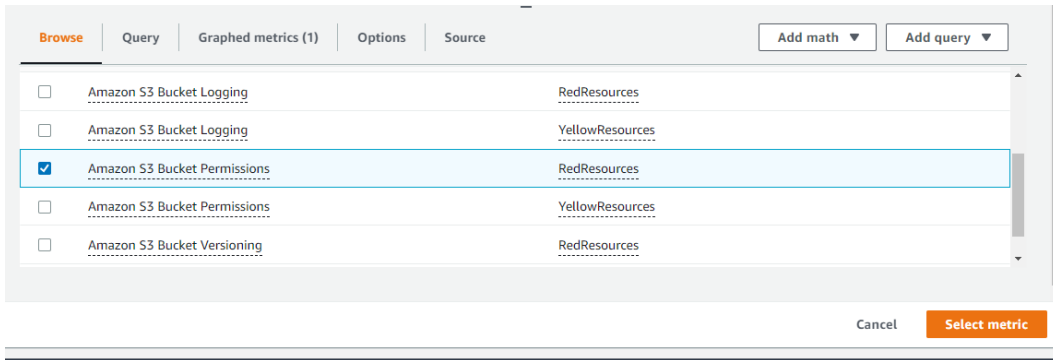 Browse Query Graphed metrics (1) Options Source Add math ▼ Add query ▼
Amazon S3 Bucket Logging RedResources
Amazon S3 Bucket Logging YellowResources
Amazon S3 Bucket Permissions RedResources
Amazon S3 Bucket Permissions YellowResources
Amazon S3 Bucket Versioning RedResources
Cancel Select metric